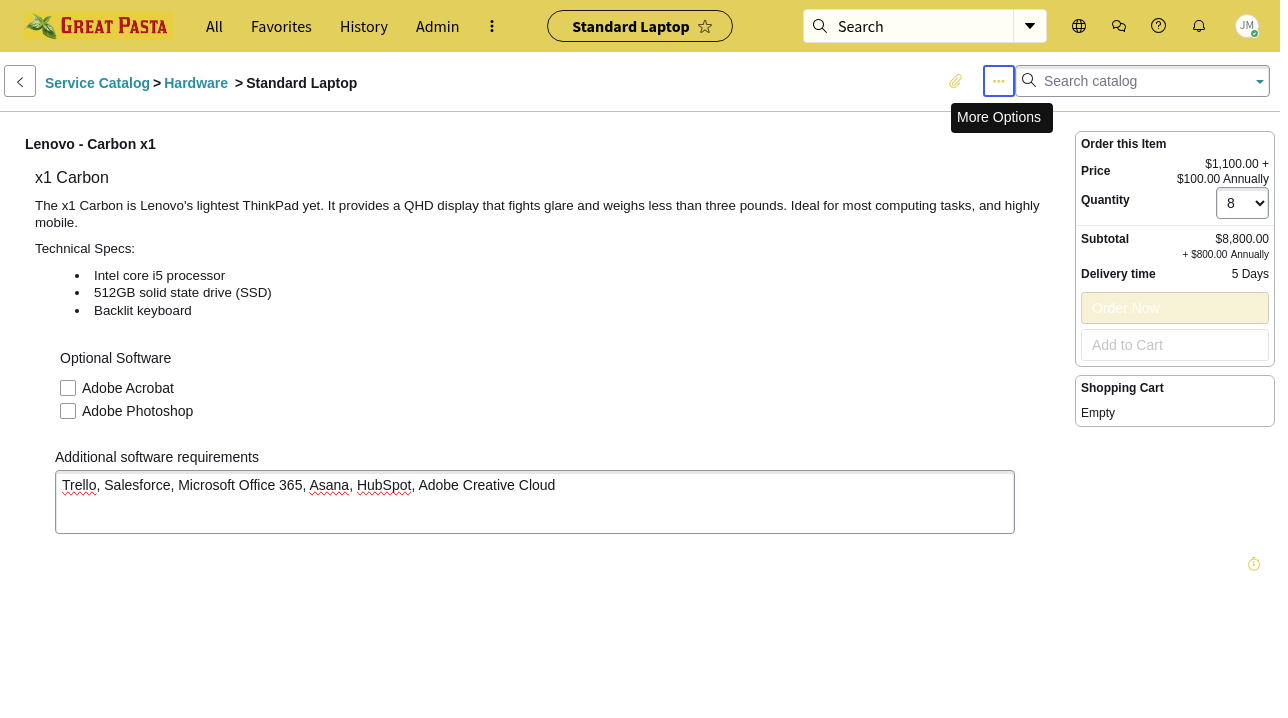 GREAT PASTA
All
Favorites
History
Admin
Standard Laptop
Search
JM
Service Catalog > Hardware > Standard Laptop
Search catalog
More Options
Lenovo - Carbon x1
x1 Carbon
The x1 Carbon is Lenovo's lightest ThinkPad yet. It provides a QHD display that fights glare and weighs less than three pounds. Ideal for most computing tasks, and highly
mobile.
Technical Specs:
Intel core i5 processor
512GB solid state drive (SSD)
Backlit keyboard
Optional Software
Adobe Acrobat
Adobe Photoshop
Additional software requirements
Trello, Salesforce, Microsoft Office 365, Asana, HubSpot, Adobe Creative Cloud
Order this Item
Price
$1,100.00 +
$100.00 Annually
Quantity
8
Subtotal
$8,800.00
+ $800.00 Annually
Delivery time
5 Days
Order Now
Add to Cart
Shopping Cart
Empty